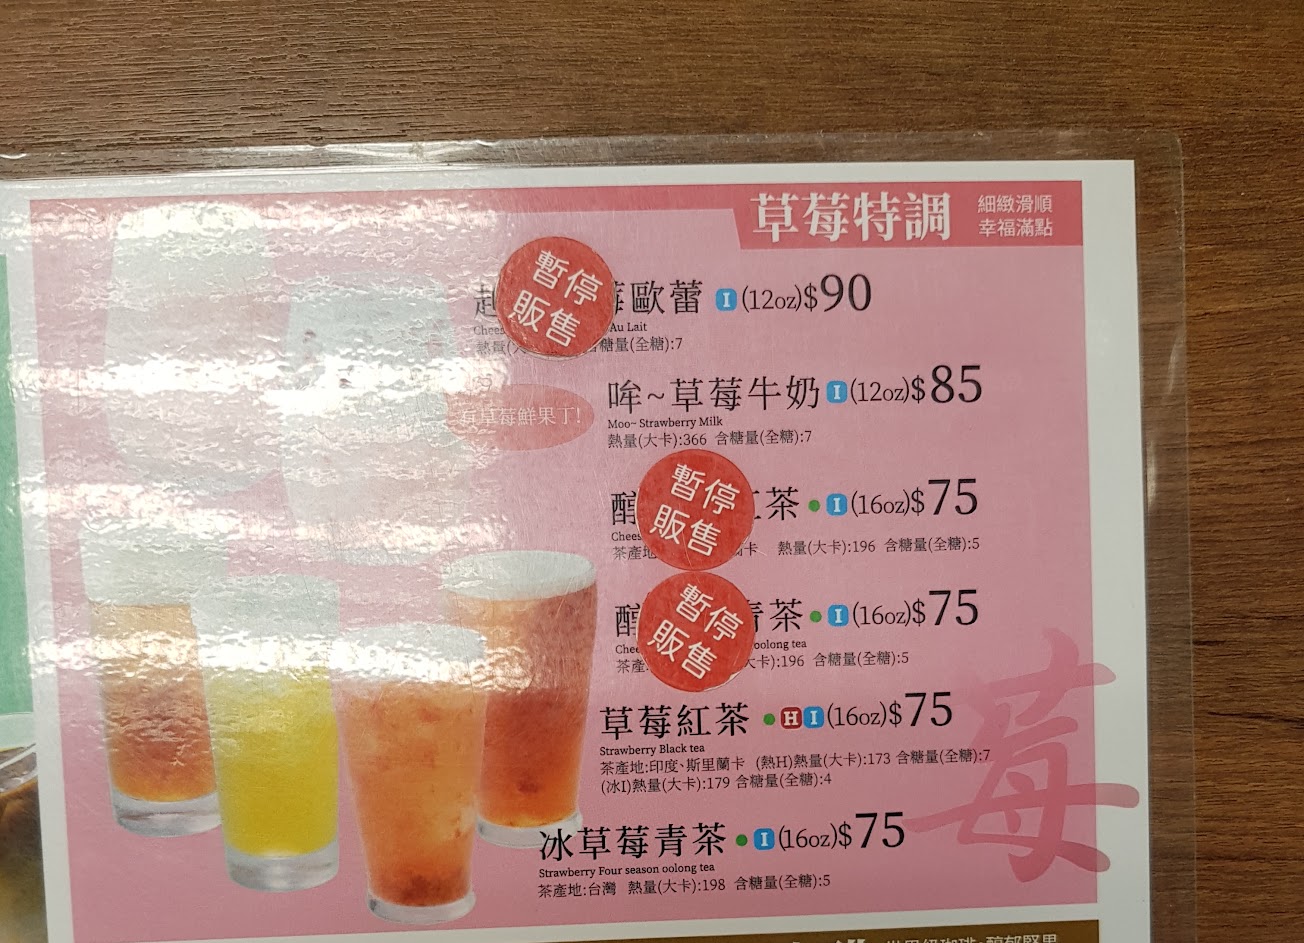 草莓特調 細緻滑順
幸福滿點
暫停
販售
莓歐蕾 I (12oz)$90
Au Lait
熱量( 含糖量(全糖):7
有草莓鮮果了!
哞~草莓牛奶 I (12oz)$85
Moo~ Strawberry Milk
熱量(大卡):366 含糖量(全糖):7
暫停
販售
醇 紅茶 I (16oz)$75
茶產地 熱量(大卡):196 含糖量(全糖):5
暫停
販售
醇 青茶 I (16oz)$75
oolong tea
茶產 大卡):196 含糖量(全糖):5
草莓紅茶 H I (16oz)$75
Strawberry Black tea
茶產地:印度、斯里蘭卡 (熱H)熱量(大卡):173 含糖量(全糖):7
(冰I)熱量(大卡):179 含糖量(全糖):4
莓
冰草莓青茶 I (16oz)$75
Strawberry Four season oolong tea
茶產地:台灣 熱量(大卡):198 含糖量(全糖):5